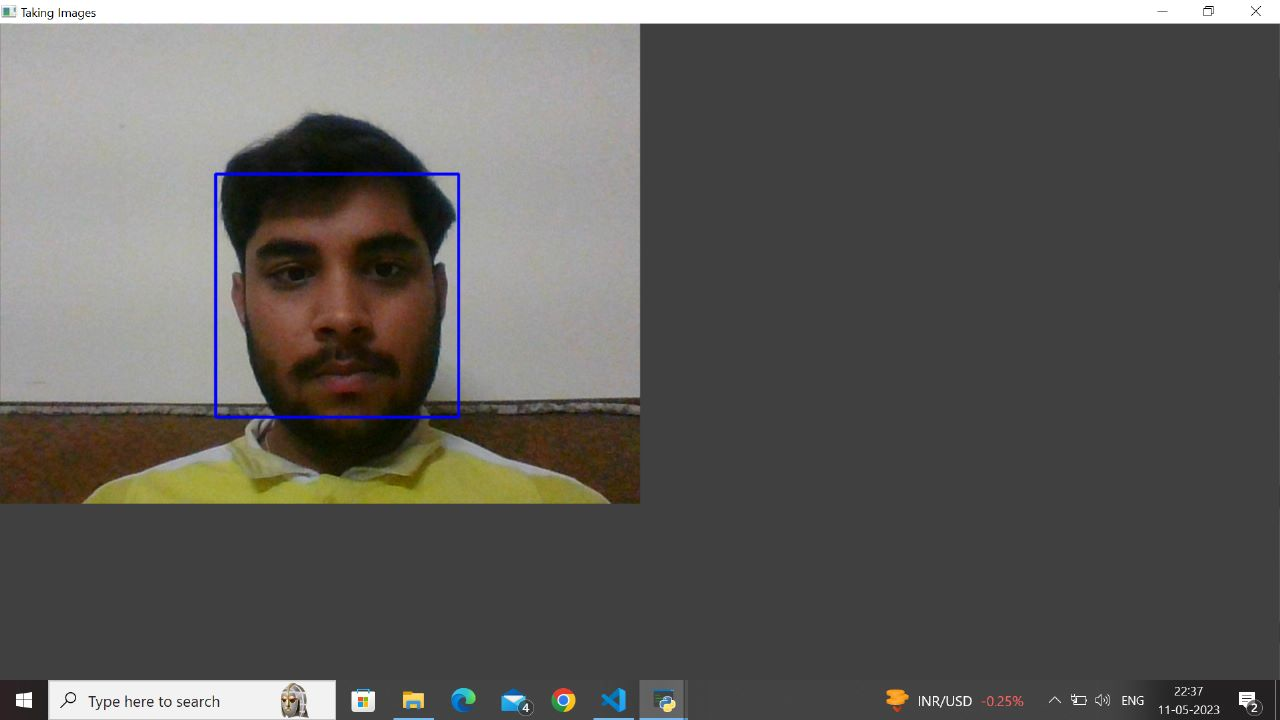 Taking Images
Type here to search
4
INR/USD -0.25%
ENG
22:37
11-05-2023
2